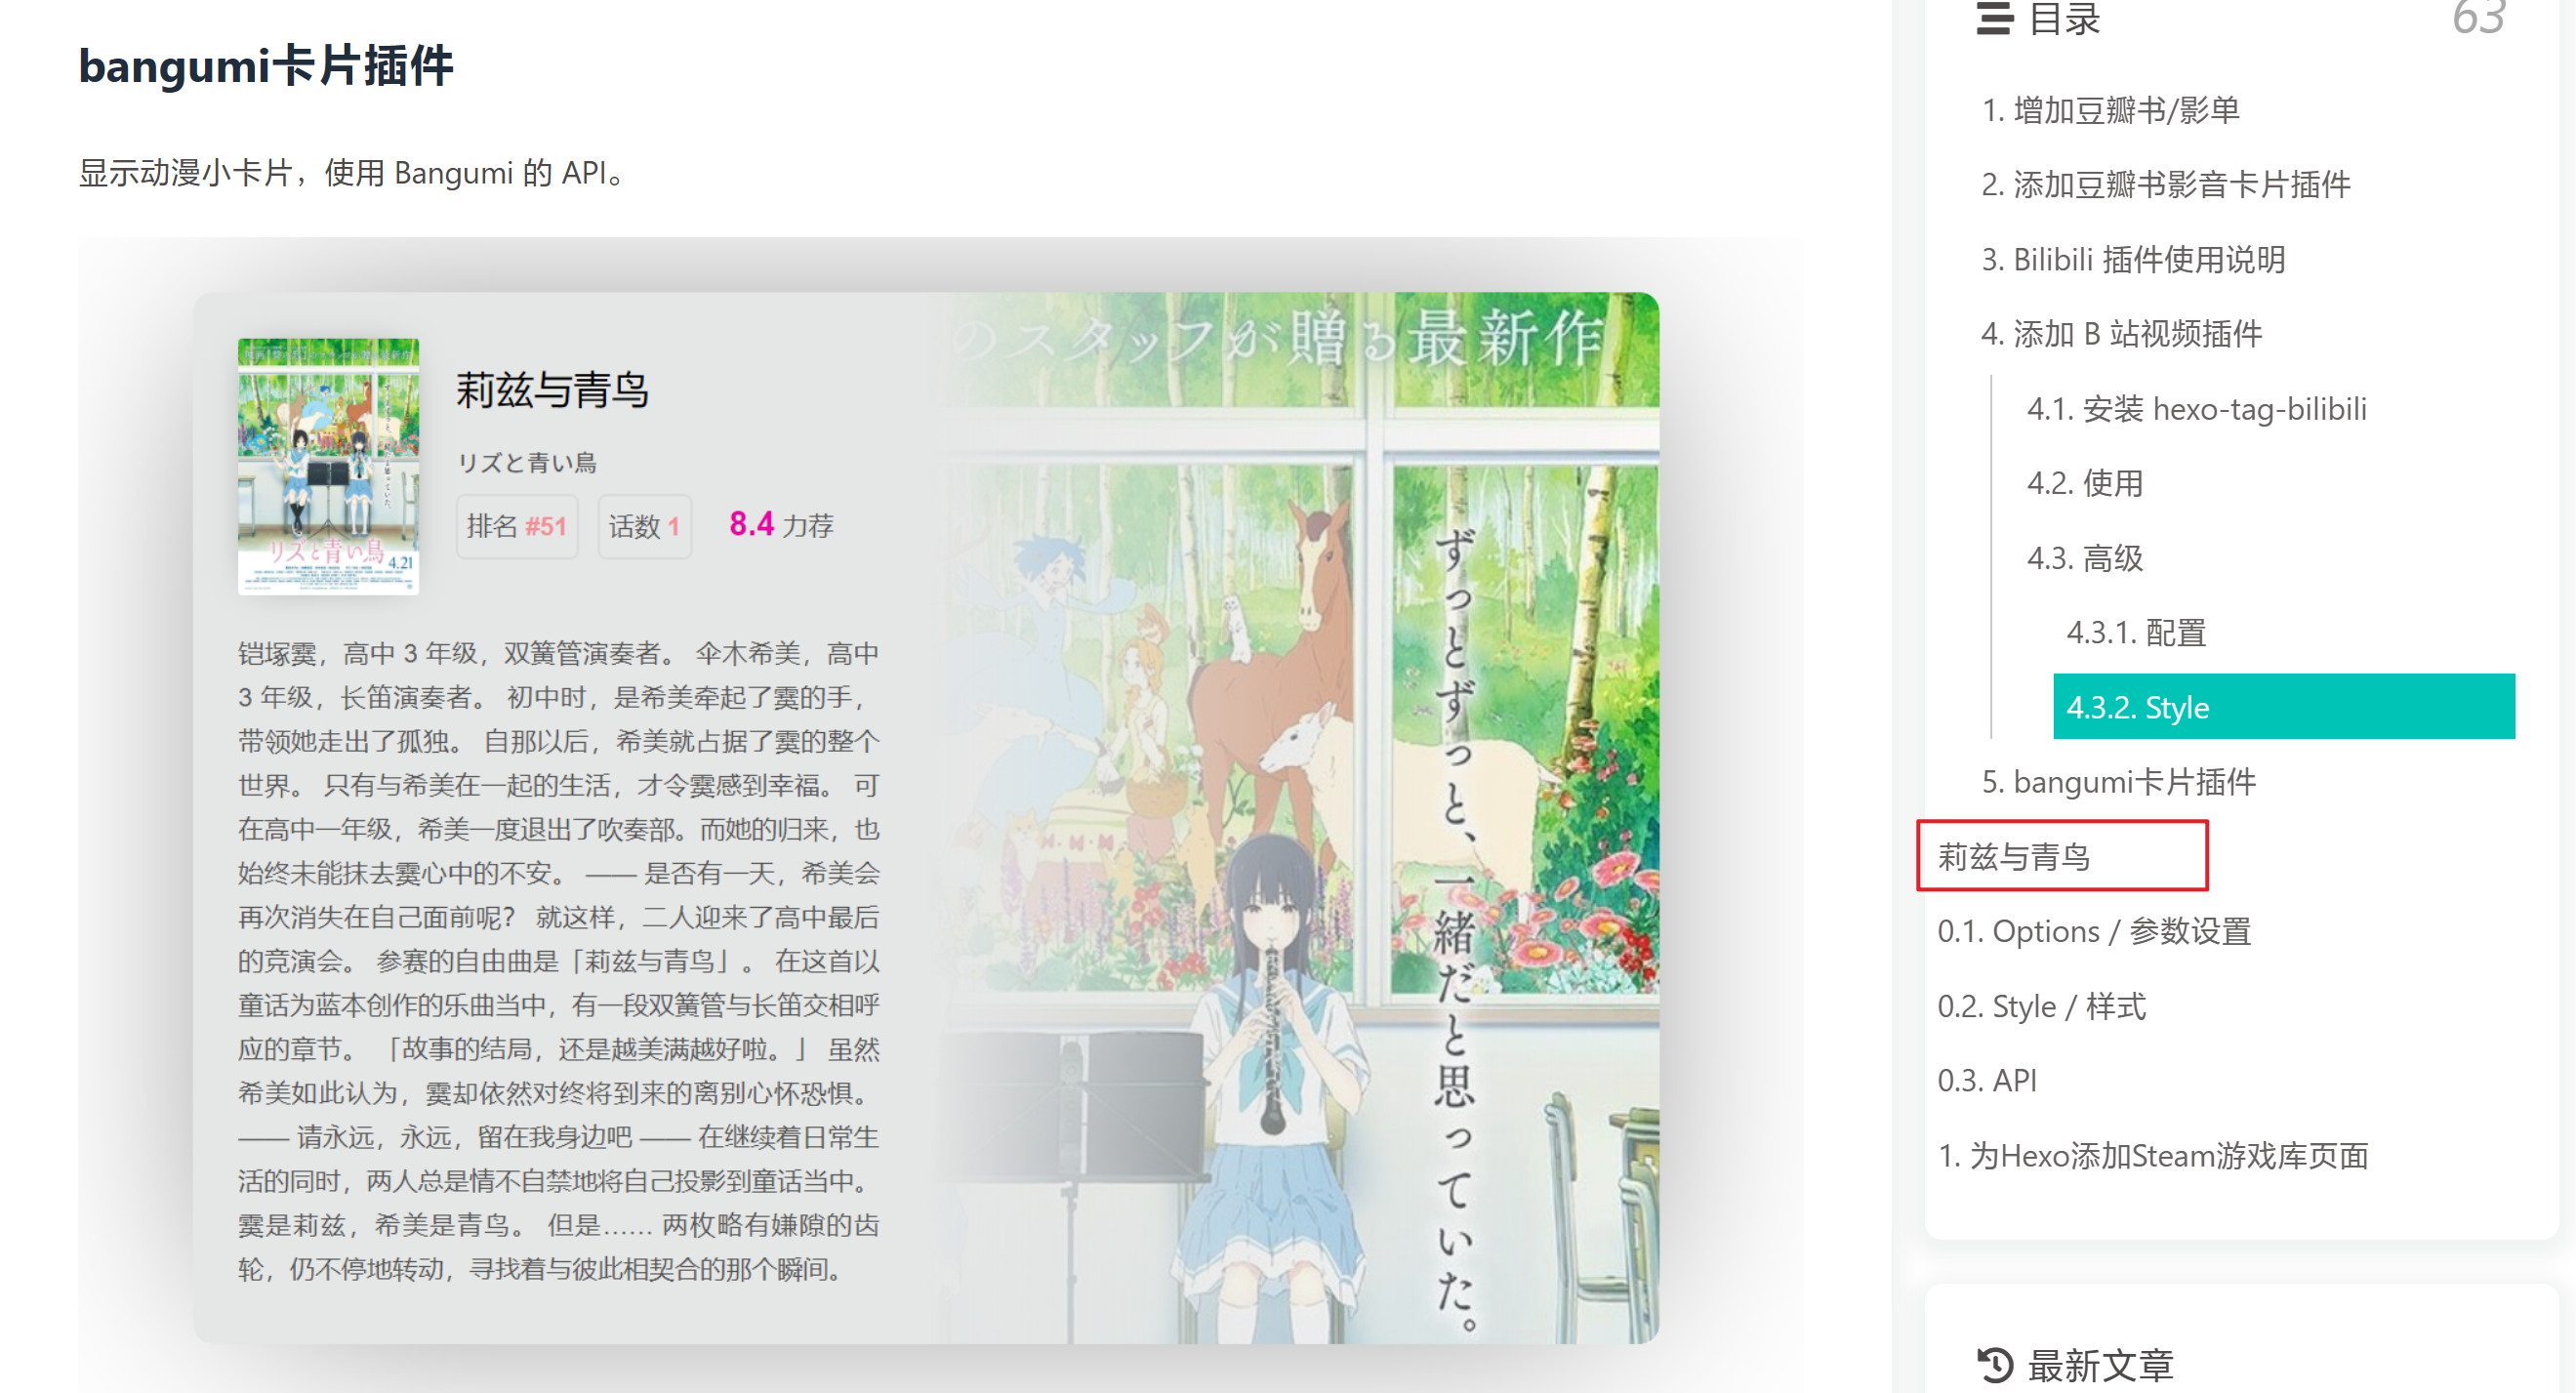 bangumi卡片插件
显示动漫小卡片，使用 Bangumi 的 API。
のスタッフが贈る最新作
莉兹与青鸟
リズと青い鳥
排名 #51 话数 1 8.4 力荐
リズと青い鳥 4.21
铠塚霙，高中 3 年级，双簧管演奏者。 伞木希美，高中
3 年级，长笛演奏者。 初中时，是希美牵起了霙的手，
带领她走出了孤独。 自那以后，希美就占据了霙的整个
世界。 只有与希美在一起的生活，才令霙感到幸福。 可
在高中一年级，希美一度退出了吹奏部。而她的归来，也
始终未能抹去霙心中的不安。 —— 是否有一天，希美会
再次消失在自己面前呢？ 就这样，二人迎来了高中最后
的竞演会。 参赛的自由曲是「莉兹与青鸟」。 在这首以
童话为蓝本创作的乐曲当中，有一段双簧管与长笛交相呼
应的章节。 「故事的结局，还是越美满越好啦。」 虽然
希美如此认为，霙却依然对终将到来的离别心怀恐惧。
—— 请永远，永远，留在我身边吧 —— 在继续着日常生
活的同时，两人总是情不自禁地将自己投影到童话当中。
霙是莉兹，希美是青鸟。 但是…… 两枚略有嫌隙的齿
轮，仍不停地转动，寻找着与彼此相契合的那个瞬间。
ずっとずっと、一緒だと思っていた。
目录 63
1. 增加豆瓣书/影单
2. 添加豆瓣书影音卡片插件
3. Bilibili 插件使用说明
4. 添加 B 站视频插件
4.1. 安装 hexo-tag-bilibili
4.2. 使用
4.3. 高级
4.3.1. 配置
4.3.2. Style
5. bangumi卡片插件
莉兹与青鸟
0.1. Options / 参数设置
0.2. Style / 样式
0.3. API
1. 为Hexo添加Steam游戏库页面
最新文章